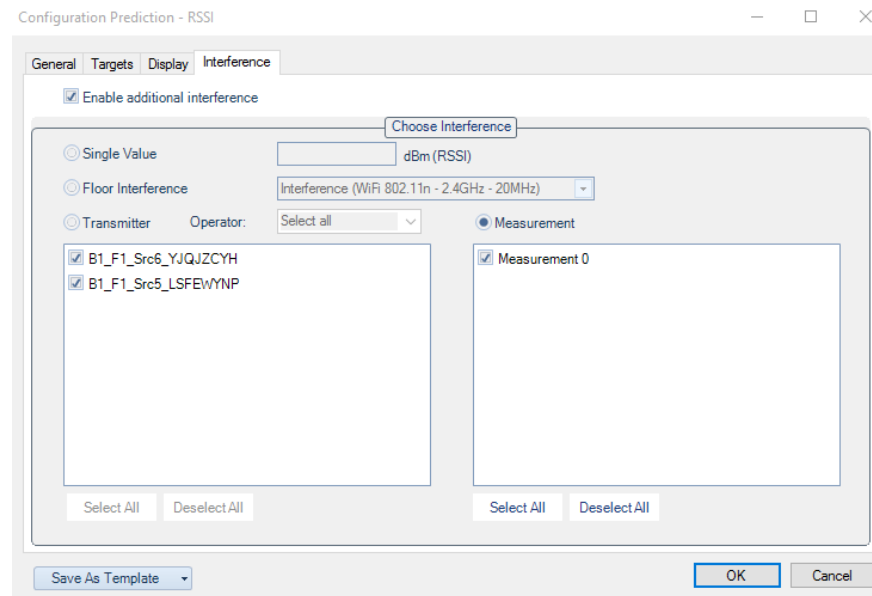 Configuration Prediction - RSSI
General Targets Display Interference
Enable additional interference
Choose Interference
Single Value dBm (RSSI)
Floor Interference Interference (WiFi 802.11n - 2.4GHz - 20MHz)
Transmitter Operator: Select all Measurement
B1_F1_Src6_YJQJZCYH Measurement 0
B1_F1_Src5_LSFEWYNP
Select All Deselect All Select All Deselect All
Save As Template OK Cancel